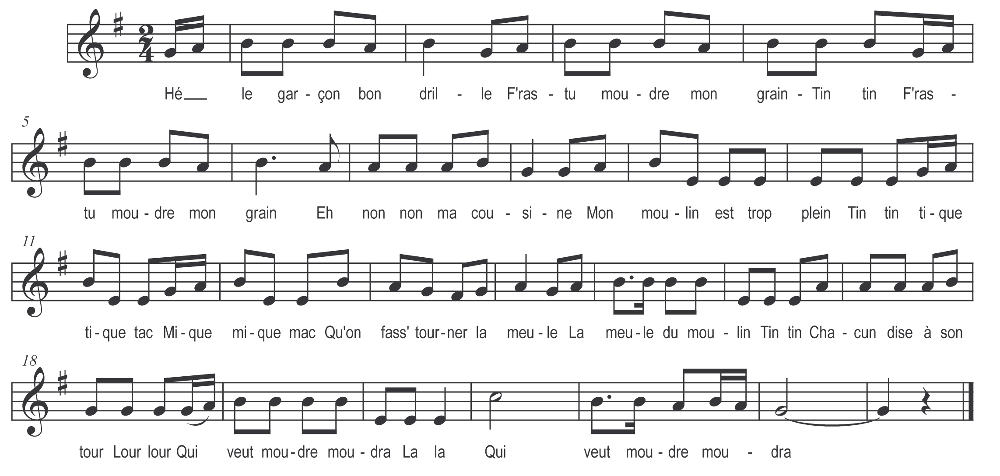 2 4
Hé le gar - çon bon dril - le F'ras - tu mou - dre mon grain - Tin tin F'ras -
5
tu mou - dre mon grain Eh non non ma cou - si - ne Mon mou - lin est trop plein Tin tin ti - que
11
ti - que tac Mi - que mi - que mac Qu'on fass' tour - ner la meu - le La meu - le du mou - lin Tin tin Cha - cun dise à son
18
tour Lour lour Qui veut mou - dre mou - dra La la Qui veut mou - dre mou - dra